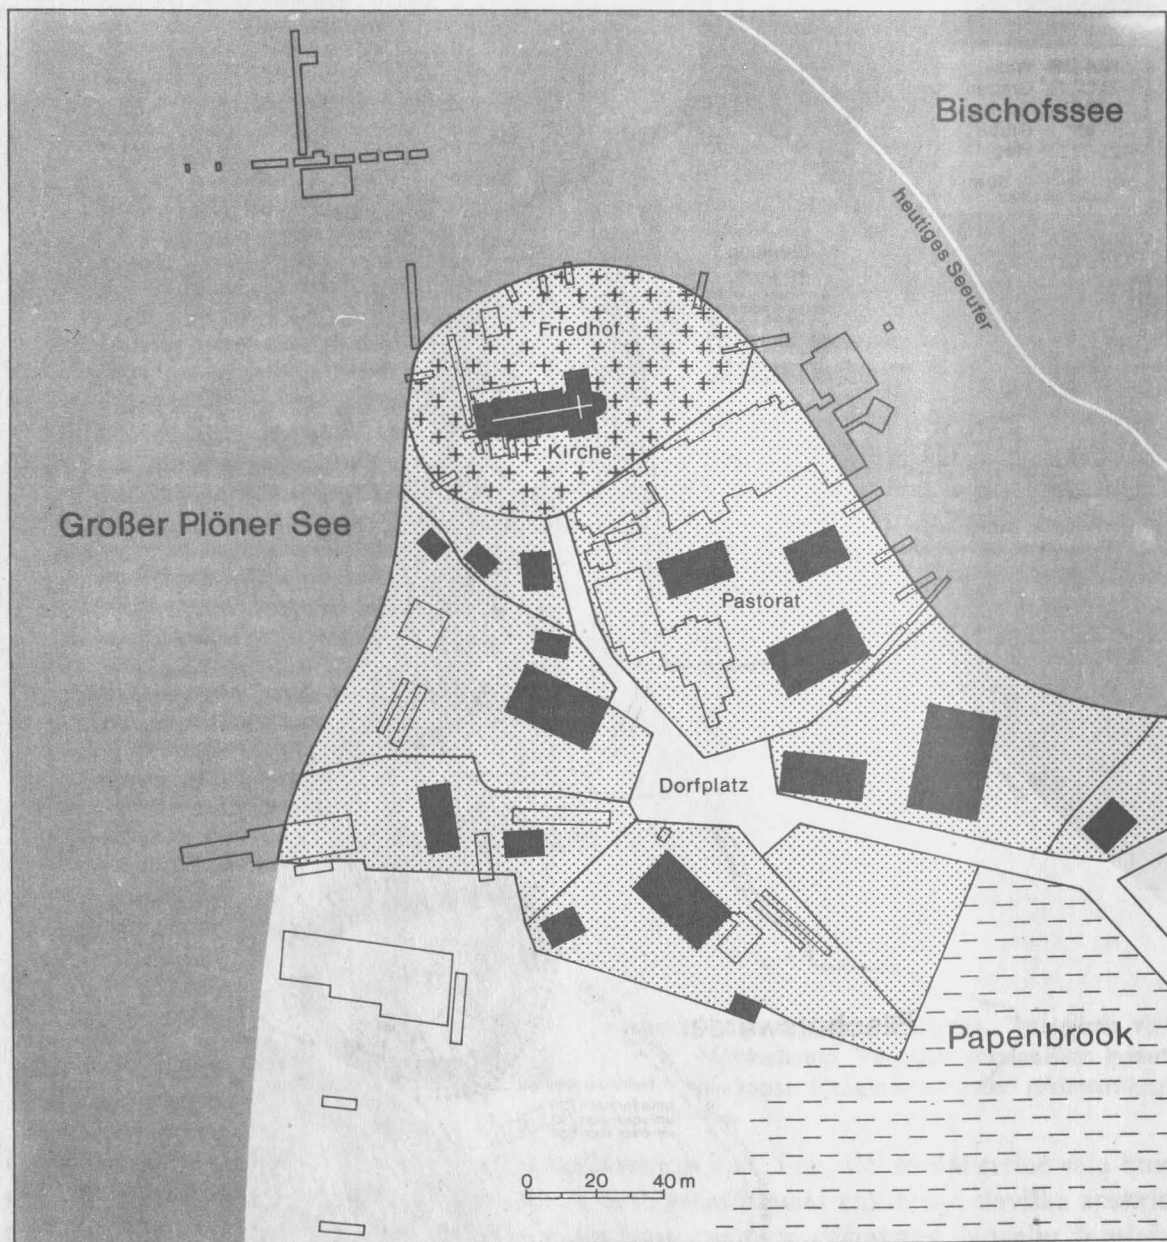 Bischofssee
heutiges Seeufer
Friedhof
Kirche
Großer Plöner See
Pastorat
Dorfplatz
Papenbrook
0 20 40 m